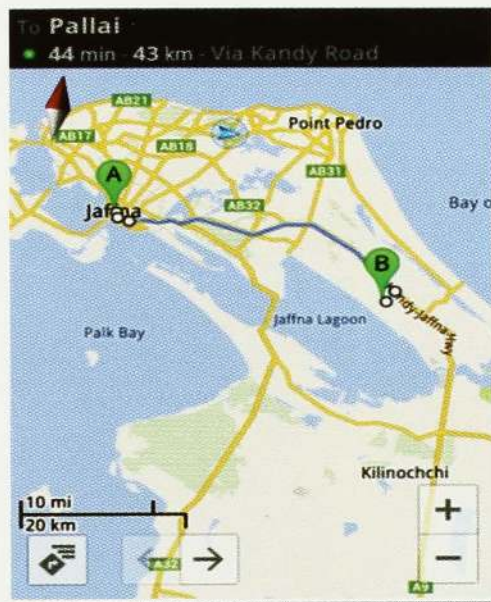 To Pallai
44 min · 43 km · Via Kandy Road
AB21
AB17
AB18
Point Pedro
AB31
A
Jaffna
AB32
Bay o
B
ndy-Jaffna-Hwy
Jaffna Lagoon
Palk Bay
Kilinochchi
10 mi
20 km
A32
A9